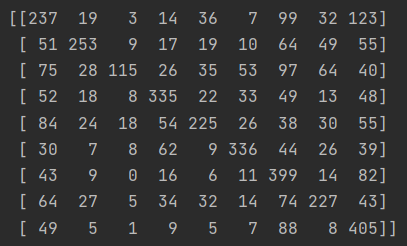 [[237 19 3 14 36 7 99 32 123]
[ 51 253 9 17 19 10 64 49 55]
[ 75 28 115 26 35 53 97 64 40]
[ 52 18 8 335 22 33 49 13 48]
[ 84 24 18 54 225 26 38 30 55]
[ 30 7 8 62 9 336 44 26 39]
[ 43 9 0 16 6 11 399 14 82]
[ 64 27 5 34 32 14 74 227 43]
[ 49 5 1 9 5 7 88 8 405]]